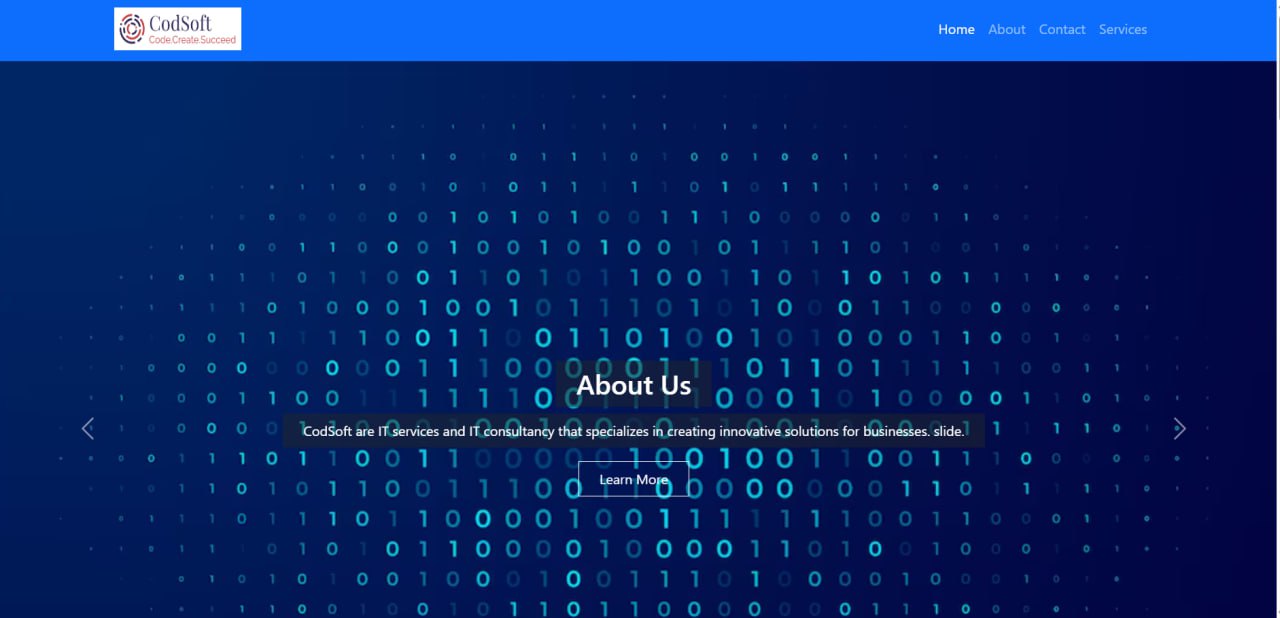 CodSoft
Code,Create,Succeed
Home About Contact Services
About Us
CodSoft are IT services and IT consultancy that specializes in creating innovative solutions for businesses. slide.
Learn More